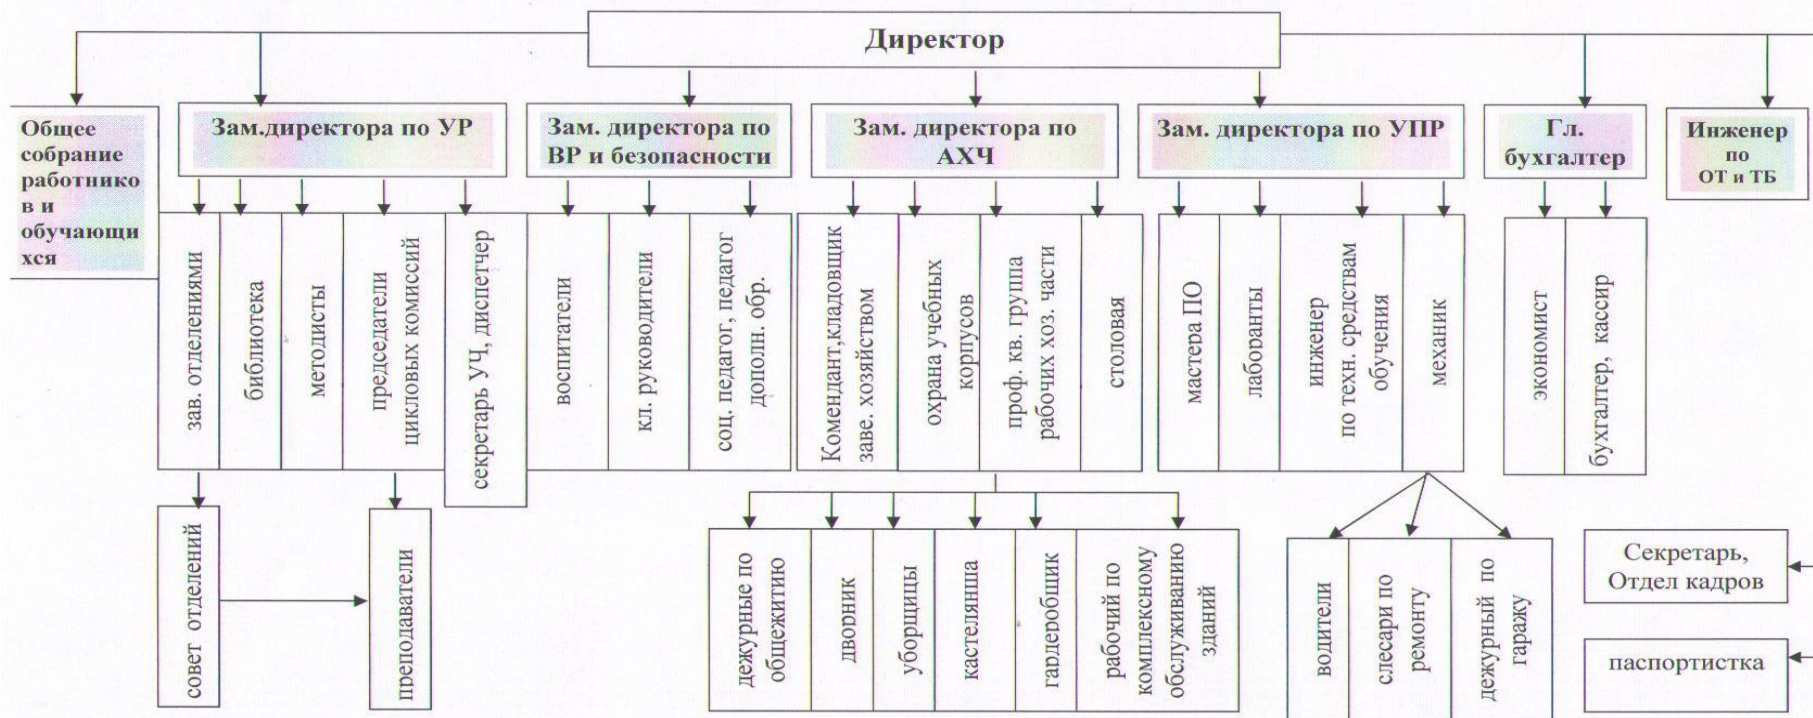 Директор
Общее
собрание
работнико
в и
обучающи
хся
Зам.директора по УР
Зам. директора по
ВР и безопасности
Зам. директора по
АХЧ
Зам. директора по УПР
Гл.
бухгалтер
Инженер
по
ОТ и ТБ
зав. отделениями
библиотека
методисты
председатели
цикловых комиссий
секретарь УЧ, диспетчер
воспитатели
кл. руководители
соц. педагог, педагог
дополн. обр.
Комендант,кладовщик
заве. хозяйством
охрана учебных
корпусов
проф. кв. группа
рабочих хоз. части
столовая
мастера ПО
лаборанты
инженер
по техн. средствам
обучения
механик
экономист
бухгалтер, кассир
совет отделений
преподаватели
дежурные по
общежитию
дворник
уборщицы
кастелянша
гардеробщик
рабочий по
комплексному
обслуживанию
зданий
водители
слесари по
ремонту
дежурный по
гаражу
Секретарь,
Отдел кадров
паспортистка